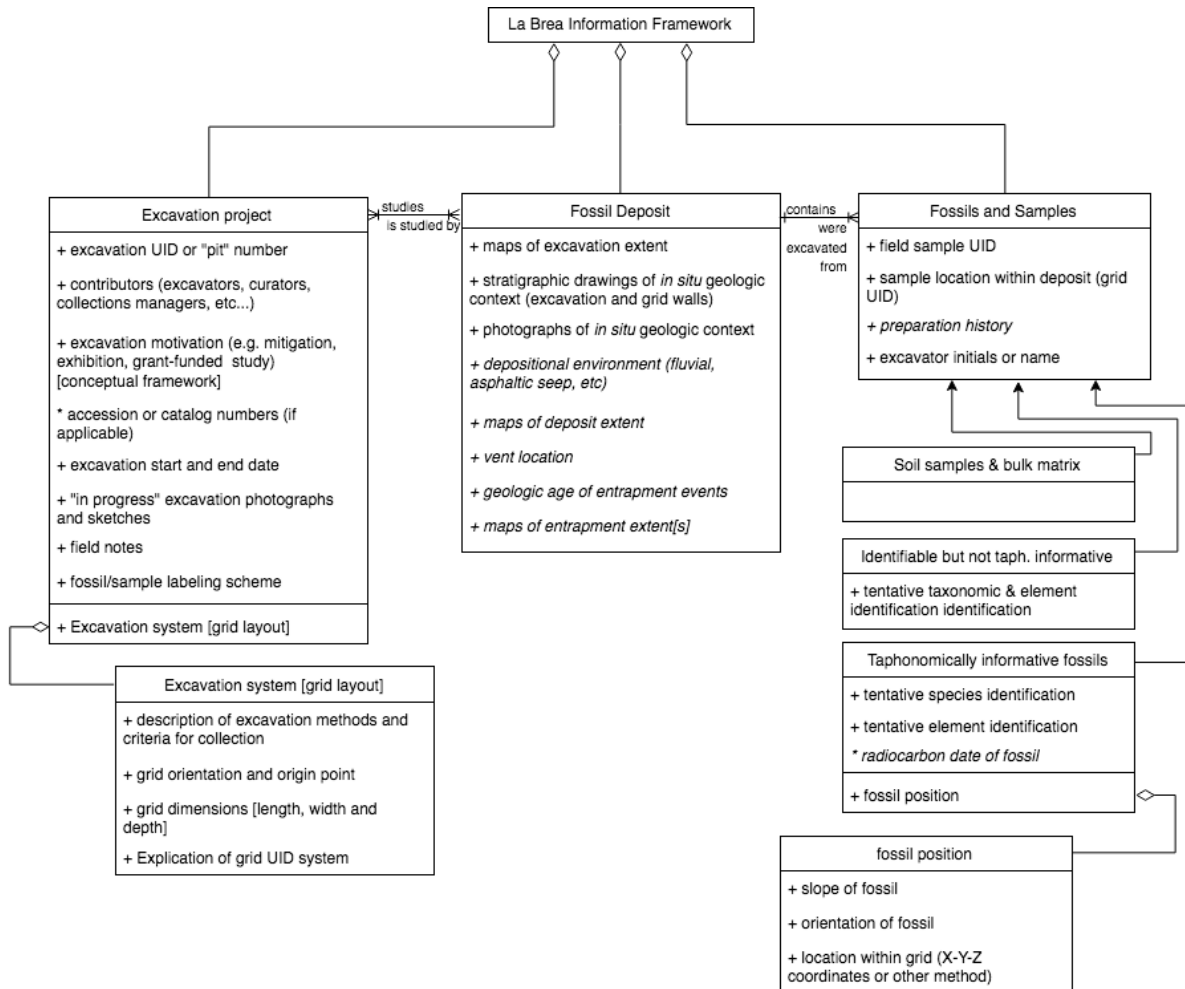 La Brea Information Framework
Excavation project
+ excavation UID or "pit" number
+ contributors (excavators, curators,
collections managers, etc...)
+ excavation motivation (e.g. mitigation,
exhibition, grant-funded  study)
[conceptual framework]
* accession or catalog numbers (if
applicable)
+ excavation start and end date
+ "in progress" excavation photographs
and sketches
+ field notes
+ fossil/sample labeling scheme
+ Excavation system [grid layout]
studies
is studied by
Fossil Deposit
+ maps of excavation extent
+ stratigraphic drawings of in situ geologic
context (excavation and grid walls)
+ photographs of in situ geologic context
+ depositional environment (fluvial,
asphaltic seep, etc)
+ maps of deposit extent
+ vent location
+ geologic age of entrapment events
+ maps of entrapment extent[s]
contains
were
excavated
from
Fossils and Samples
+ field sample UID
+ sample location within deposit (grid
UID)
+ preparation history
+ excavator initials or name
Soil samples & bulk matrix
Identifiable but not taph. informative
+ tentative taxonomic & element
identification identification
Taphonomically informative fossils
+ tentative species identification
+ tentative element identification
* radiocarbon date of fossil
+ fossil position
Excavation system [grid layout]
+ description of excavation methods and
criteria for collection
+ grid orientation and origin point
+ grid dimensions [length, width and
depth]
+ Explication of grid UID system
fossil position
+ slope of fossil
+ orientation of fossil
+ location within grid (X-Y-Z
coordinates or other method)